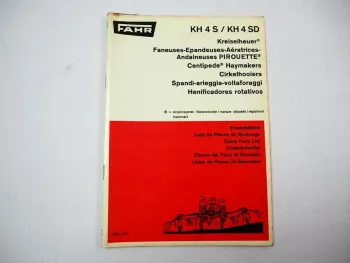 FAHR
KH 4 S / KH 4 SD
Kreiselheuer®
Faneuses-Epandeuses-Aératrices-
Andaineuses PIROUETTE®
Centipede® Haymakers
Cirkelhooiers
Spandi-arieggia-voltaforaggi
Henificadores rotativos
Ersatzteilliste
Liste de Pièces de Rechange
Spare Parts List
Onderdelenlijst
Elenco dei Pezzi di Ricambio
Listas de Piezas de Recambio